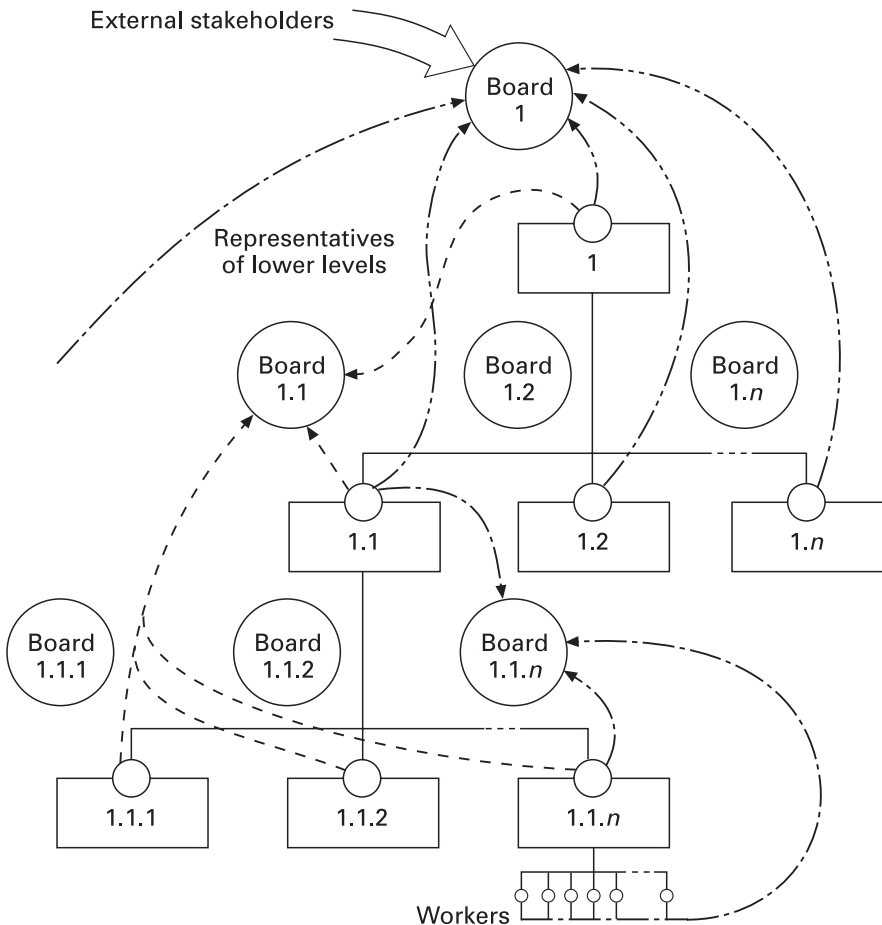 External stakeholders
Board
1
Representatives
of lower levels
1
Board
1.1
Board
1.2
Board
1.n
1.1
1.2
1.n
Board
1.1.1
Board
1.1.2
Board
1.1.n
1.1.1
1.1.2
1.1.n
Workers